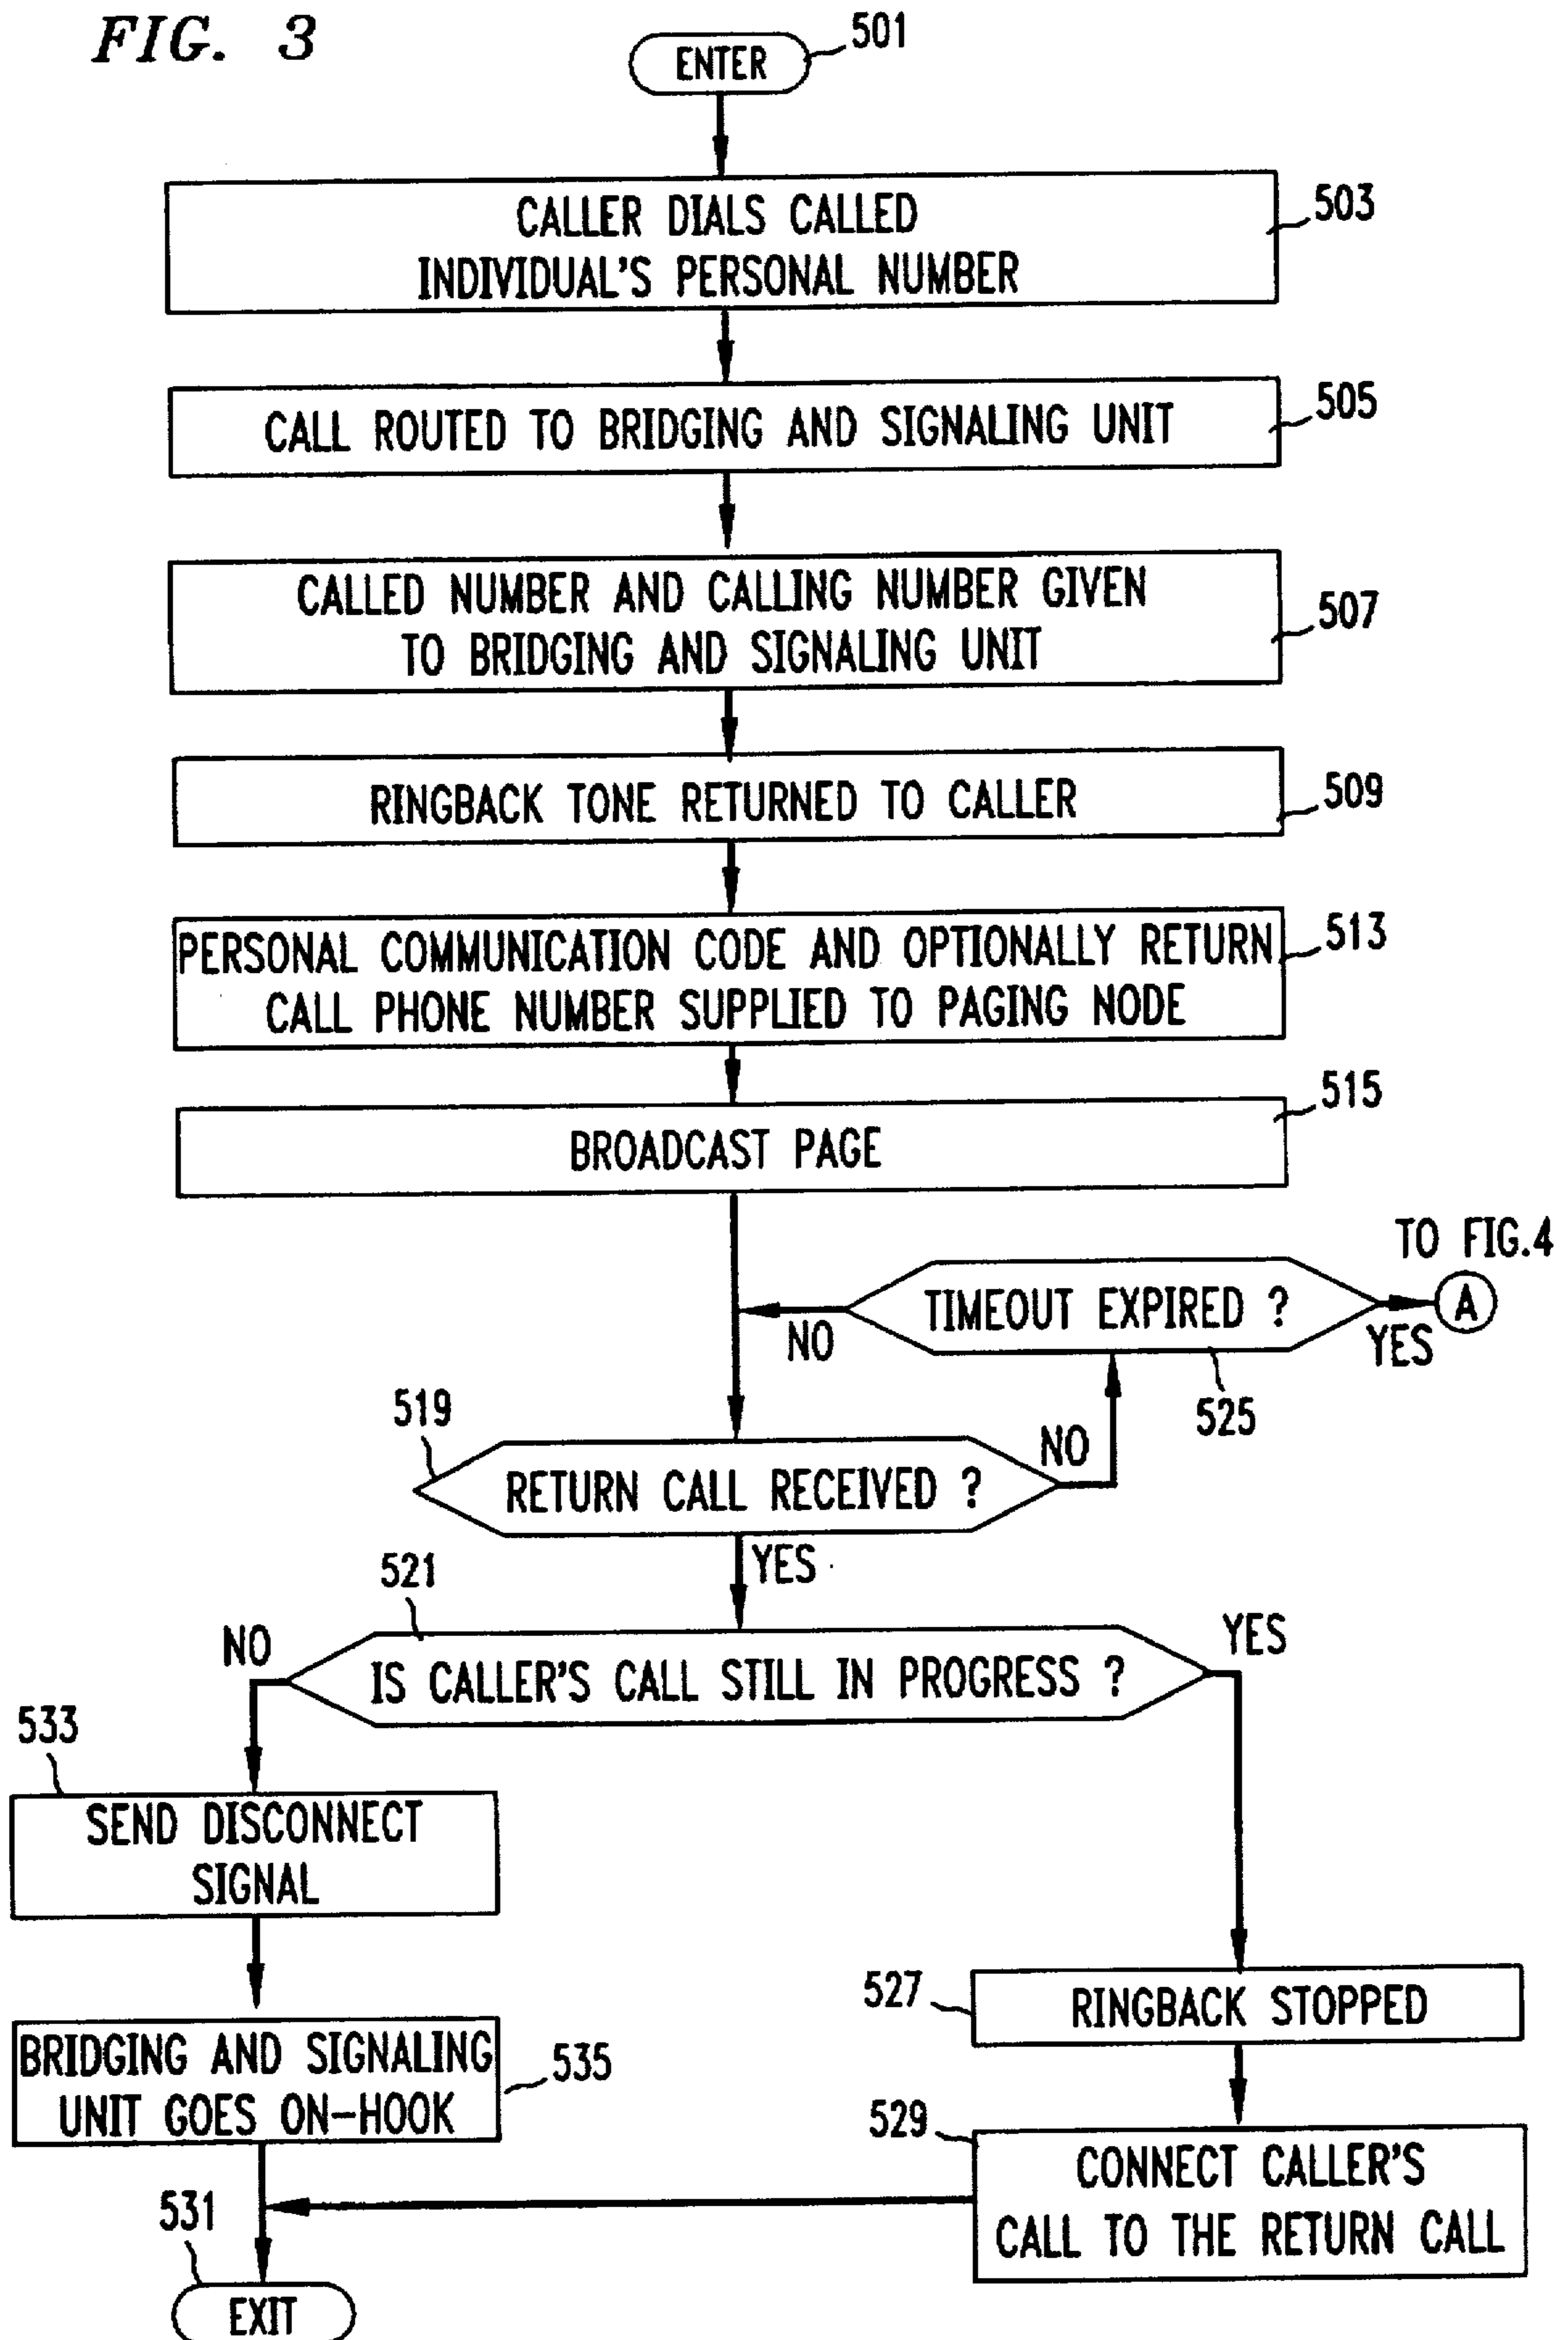 FIG. 3
ENTER
501
CALLER DIALS CALLED
INDIVIDUAL'S PERSONAL NUMBER
503
CALL ROUTED TO BRIDGING AND SIGNALING UNIT
505
CALLED NUMBER AND CALLING NUMBER GIVEN
TO BRIDGING AND SIGNALING UNIT
507
RINGBACK TONE RETURNED TO CALLER
509
PERSONAL COMMUNICATION CODE AND OPTIONALLY RETURN
CALL PHONE NUMBER SUPPLIED TO PAGING NODE
513
BROADCAST PAGE
515
TO FIG.4
TIMEOUT EXPIRED ?
A
NO
YES
525
519
NO
RETURN CALL RECEIVED ?
YES
521
NO
YES
IS CALLER'S CALL STILL IN PROGRESS ?
533
SEND DISCONNECT
SIGNAL
527
RINGBACK STOPPED
BRIDGING AND SIGNALING
UNIT GOES ON-HOOK
535
529
CONNECT CALLER'S
CALL TO THE RETURN CALL
531
EXIT